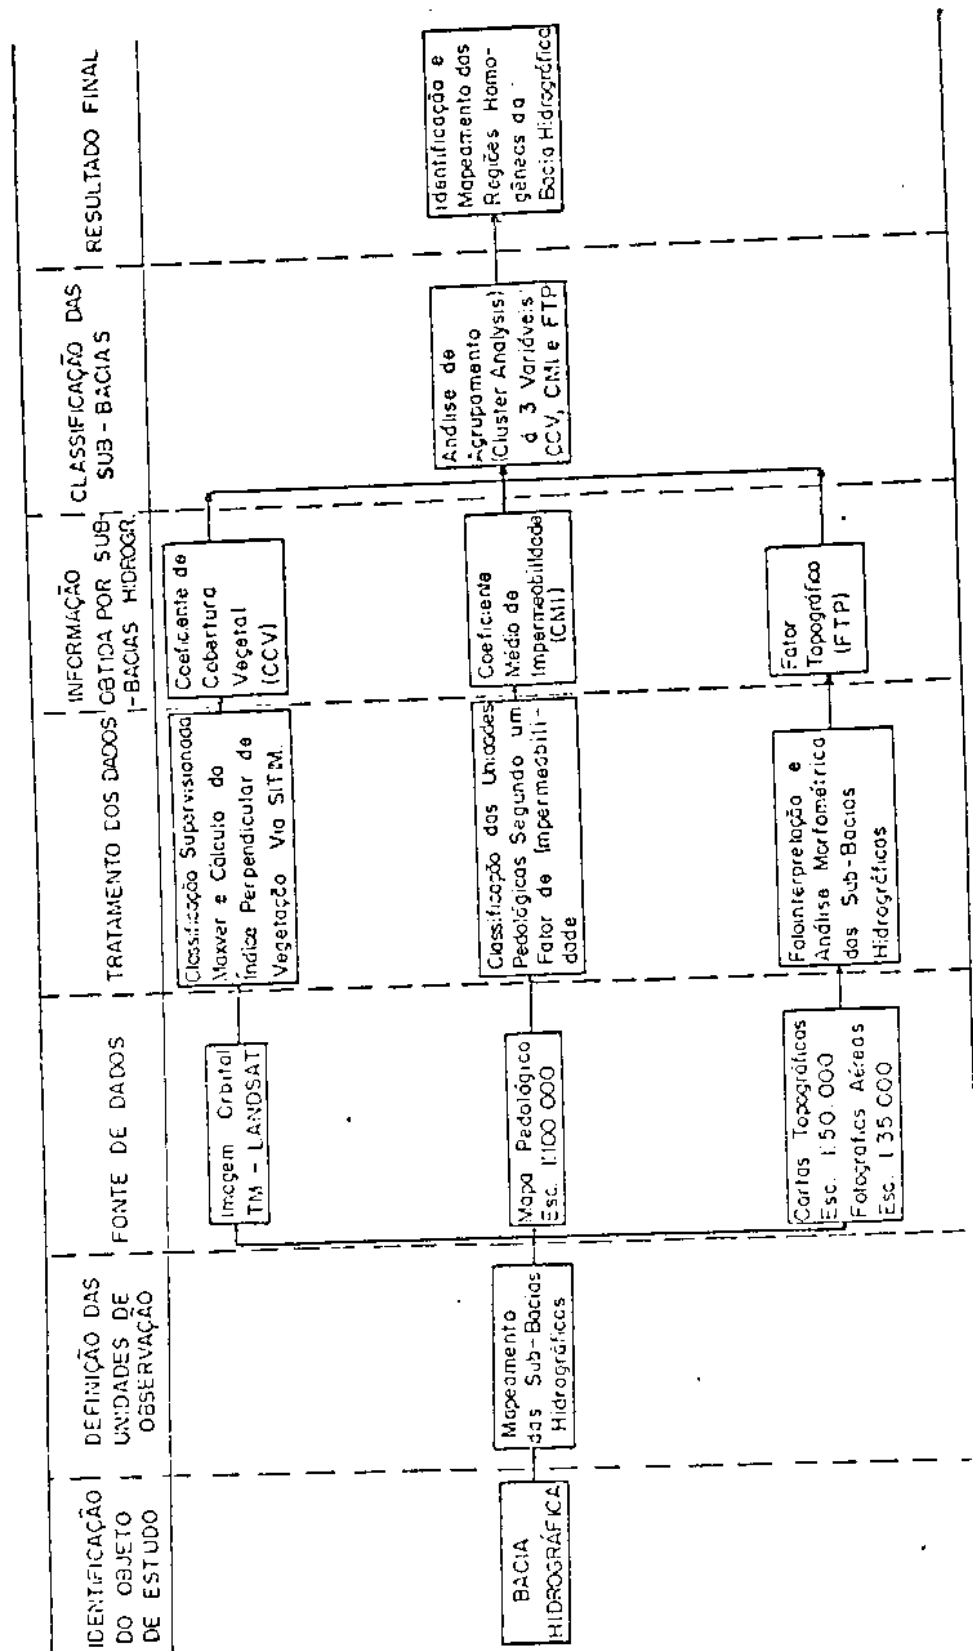 IDENTIFICAÇÃO
DO OBJETO
DE ESTUDO
DEFINIÇÃO DAS
UNIDADES DE
OBSERVAÇÃO
FONTE DE DADOS
TRATAMENTO DOS DADOS
INFORMAÇÃO
OBTIDA POR SUB-
-BACIAS HIDROGR.
CLASSIFICAÇÃO DAS
SUB-BACIAS
RESULTADO FINAL
BACIA
HIDROGRÁFICA
Mapeamento
das Sub-Bacias
Hidrográficas
Imagem Orbital
TM - LANDSAT
Classificação Supervisionada
Maxver e Cálculo do
Índice Perpendicular de
Vegetação Via SITIM.
Coeficiente de
Cobertura
Vegetal
(CCV)
Mapa Pedológico
Esc. 1:100 000
Classificação das Unidades
Pedológicas Segundo um
Fator de Impermeabili-
dade
Coeficiente
Médio de
Impermeabilidade
(CMI)
Cartas Topográficas
Esc. 1:50.000
Fotografias Aéreas
Esc. 1:35 000
Fotointerpretação e
Análise Morfométrica
das Sub-Bacias
Hidrográficas
Fator
Topográfico
(FTP)
Análise de
Agrupamento
(Cluster Analysis)
à 3 Variáveis:
CCV, CMI e FTP
Identificação e
Mapeamento das
Regiões Homo-
gêneas da
Bacia Hidrográfica